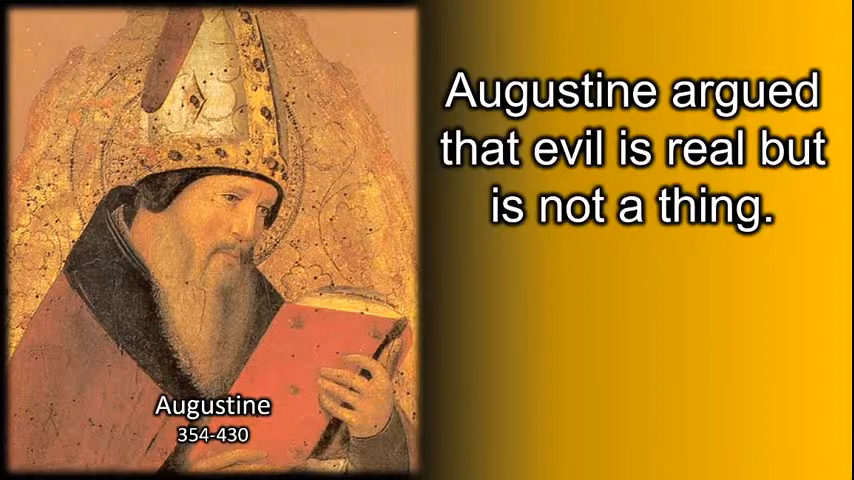 Augustine argued
that evil is real but
is not a thing.
Augustine
354-430